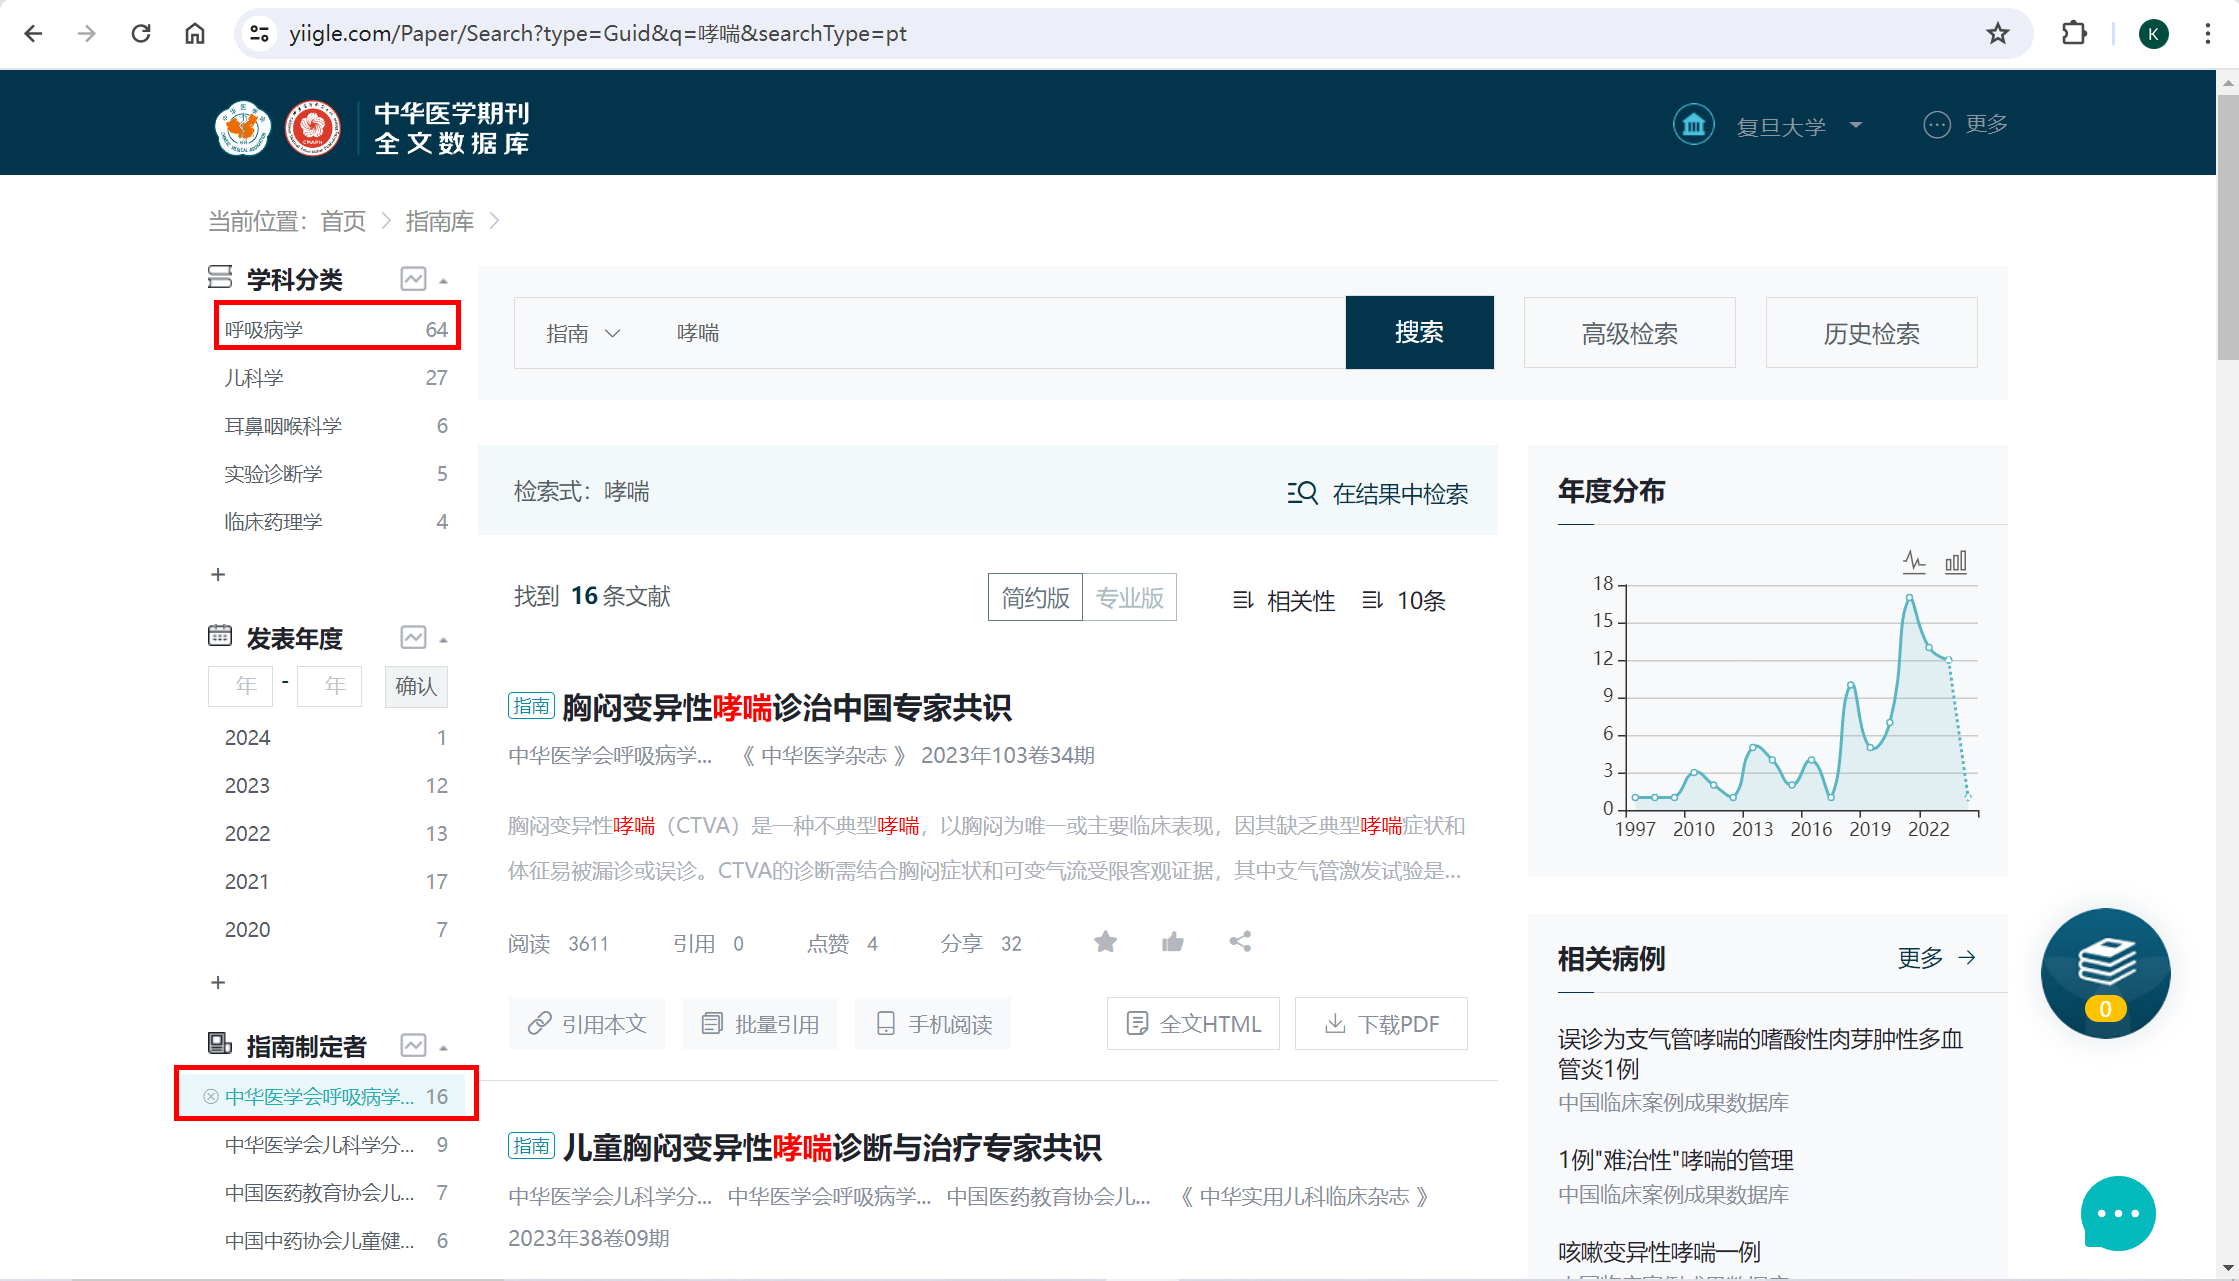 yiigle.com/Paper/Search?type=Guid&q=哮喘&searchType=pt
K
中华医学期刊
全文数据库
复旦大学
更多
当前位置：首页 > 指南库 >
学科分类
呼吸病学 64
儿科学 27
耳鼻咽喉科学 6
实验诊断学 5
临床药理学 4
+
发表年度
年 - 年 确认
2024 1
2023 12
2022 13
2021 17
2020 7
+
指南制定者
中华医学会呼吸病学... 16
中华医学会儿科学分... 9
中国医药教育协会儿... 7
中国中药协会儿童健... 6
指南 哮喘 搜索 高级检索 历史检索
检索式：哮喘 在结果中检索
找到 16 条文献 简约版 专业版 相关性 10条
指南 胸闷变异性哮喘诊治中国专家共识
中华医学会呼吸病学... 《 中华医学杂志 》 2023年103卷34期
胸闷变异性哮喘（CTVA）是一种不典型哮喘，以胸闷为唯一或主要临床表现，因其缺乏典型哮喘症状和
体征易被漏诊或误诊。CTVA的诊断需结合胸闷症状和可变气流受限客观证据，其中支气管激发试验是...
阅读 3611 引用 0 点赞 4 分享 32
引用本文 批量引用 手机阅读 全文HTML 下载PDF
指南 儿童胸闷变异性哮喘诊断与治疗专家共识
中华医学会儿科学分... 中华医学会呼吸病学... 中国医药教育协会儿... 《 中华实用儿科临床杂志 》
2023年38卷09期
年度分布
18
15
12
9
6
3
0
1997 2010 2013 2016 2019 2022
相关病例 更多
误诊为支气管哮喘的嗜酸性肉芽肿性多血
管炎1例
中国临床案例成果数据库
1例"难治性"哮喘的管理
中国临床案例成果数据库
咳嗽变异性哮喘一例
0